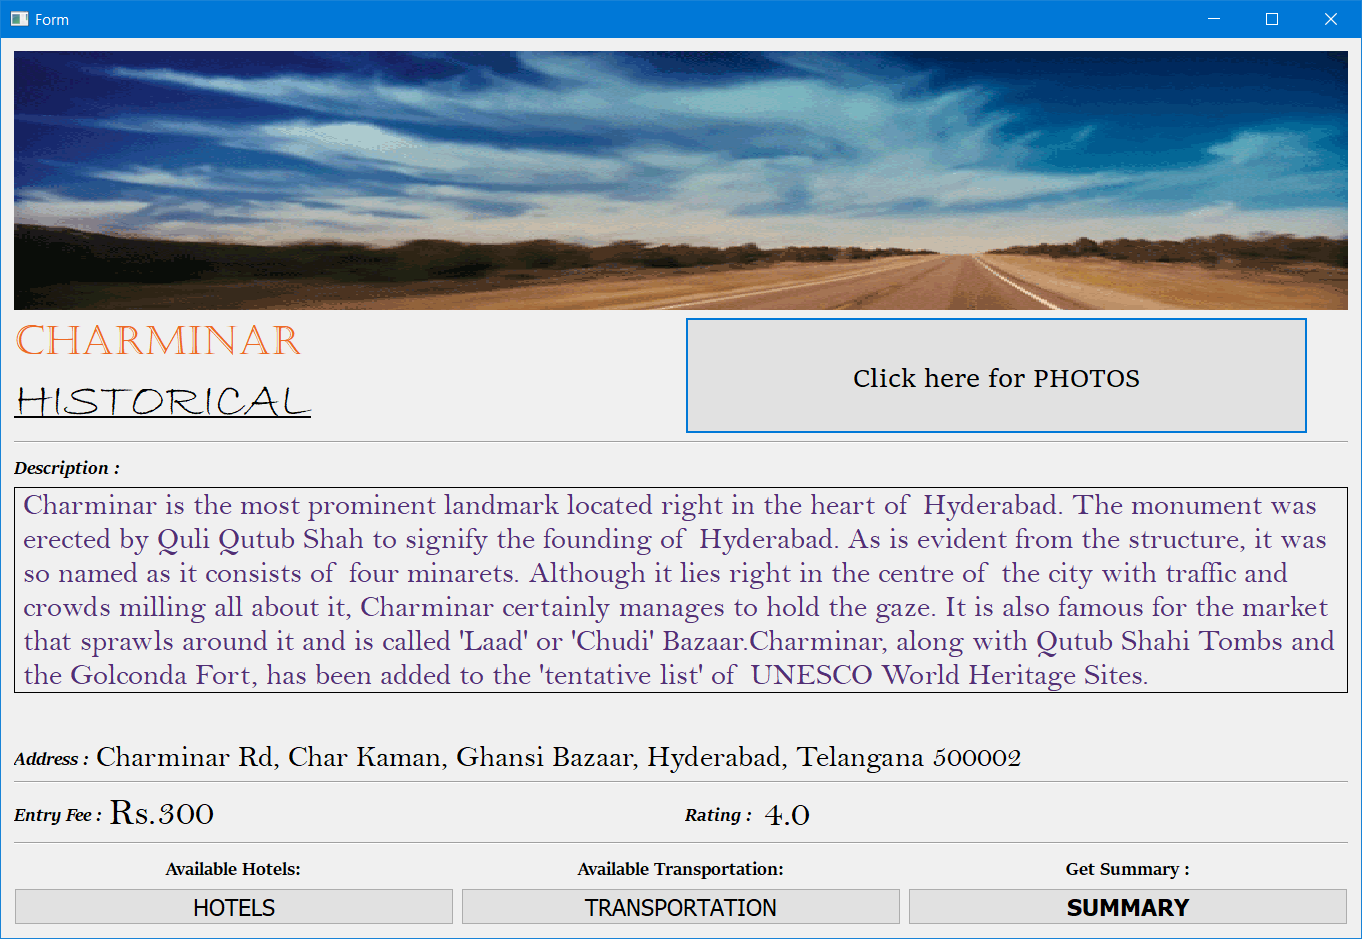 Form
CHARMINAR
HISTORICAL
Click here for PHOTOS
Description :
Charminar is the most prominent landmark located right in the heart of Hyderabad. The monument was
erected by Quli Qutub Shah to signify the founding of Hyderabad. As is evident from the structure, it was
so named as it consists of four minarets. Although it lies right in the centre of the city with traffic and
crowds milling all about it, Charminar certainly manages to hold the gaze. It is also famous for the market
that sprawls around it and is called 'Laad' or 'Chudi' Bazaar.Charminar, along with Qutub Shahi Tombs and
the Golconda Fort, has been added to the 'tentative list' of UNESCO World Heritage Sites.
Address : Charminar Rd, Char Kaman, Ghansi Bazaar, Hyderabad, Telangana 500002
Entry Fee : Rs.300
Rating : 4.0
Available Hotels:
HOTELS
Available Transportation:
TRANSPORTATION
Get Summary :
SUMMARY